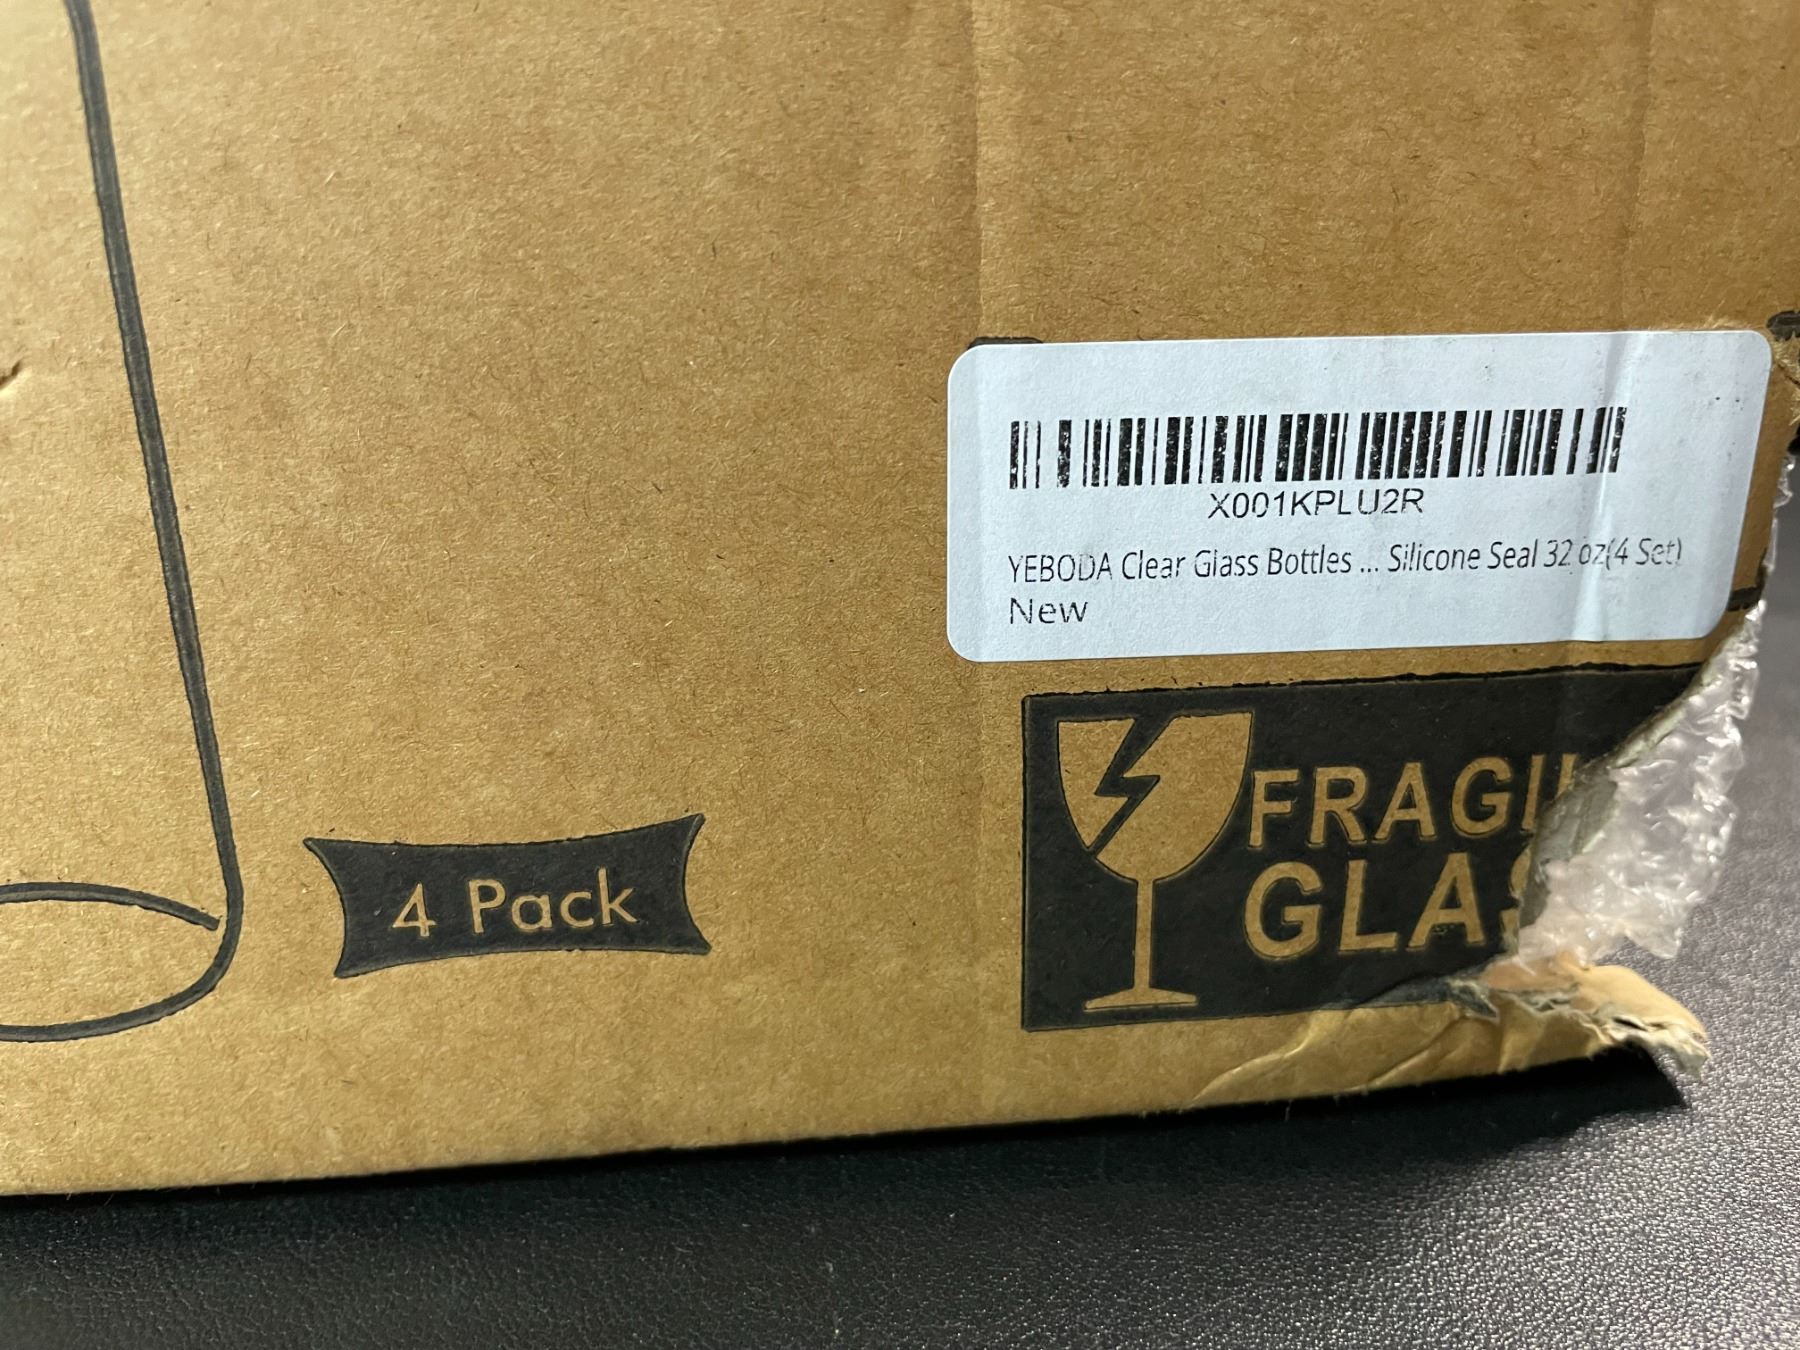 X001KPLU2R
YEBODA Clear Glass Bottles ... Silicone Seal 32 oz(4 Set)
New
4 Pack